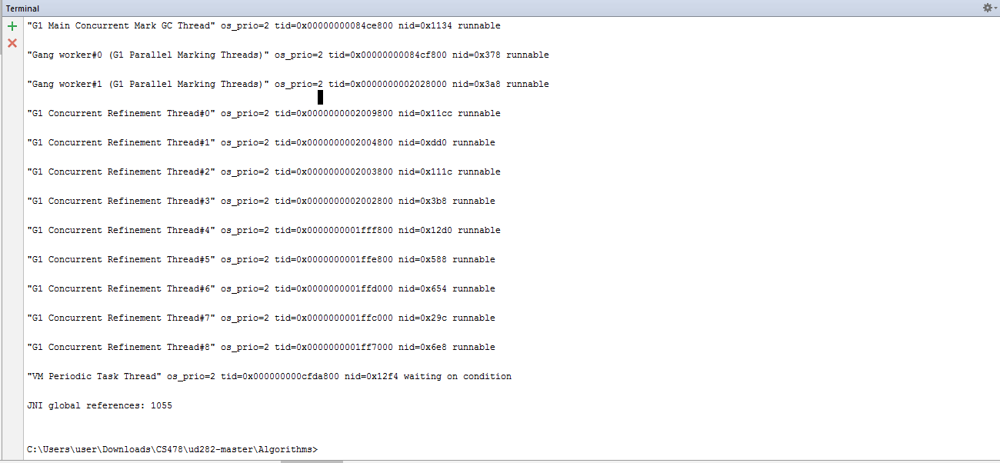 Terminal
"G1 Main Concurrent Mark GC Thread" os_prio=2 tid=0x00000000084ce800 nid=0x1134 runnable
"Gang worker#0 (G1 Parallel Marking Threads)" os_prio=2 tid=0x00000000084cf800 nid=0x378 runnable
"Gang worker#1 (G1 Parallel Marking Threads)" os_prio=2 tid=0x0000000002028000 nid=0x3a8 runnable
"G1 Concurrent Refinement Thread#0" os_prio=2 tid=0x0000000002009800 nid=0x11cc runnable
"G1 Concurrent Refinement Thread#1" os_prio=2 tid=0x0000000002004800 nid=0xdd0 runnable
"G1 Concurrent Refinement Thread#2" os_prio=2 tid=0x0000000002003800 nid=0x111c runnable
"G1 Concurrent Refinement Thread#3" os_prio=2 tid=0x0000000002002800 nid=0x3b8 runnable
"G1 Concurrent Refinement Thread#4" os_prio=2 tid=0x0000000001fff800 nid=0x12d0 runnable
"G1 Concurrent Refinement Thread#5" os_prio=2 tid=0x0000000001ffe800 nid=0x588 runnable
"G1 Concurrent Refinement Thread#6" os_prio=2 tid=0x0000000001ffd000 nid=0x654 runnable
"G1 Concurrent Refinement Thread#7" os_prio=2 tid=0x0000000001ffc000 nid=0x29c runnable
"G1 Concurrent Refinement Thread#8" os_prio=2 tid=0x0000000001ff7000 nid=0x6e8 runnable
"VM Periodic Task Thread" os_prio=2 tid=0x000000000cfda800 nid=0x12f4 waiting on condition
JNI global references: 1055
C:\Users\user\Downloads\CS478\ud282-master\Algorithms>